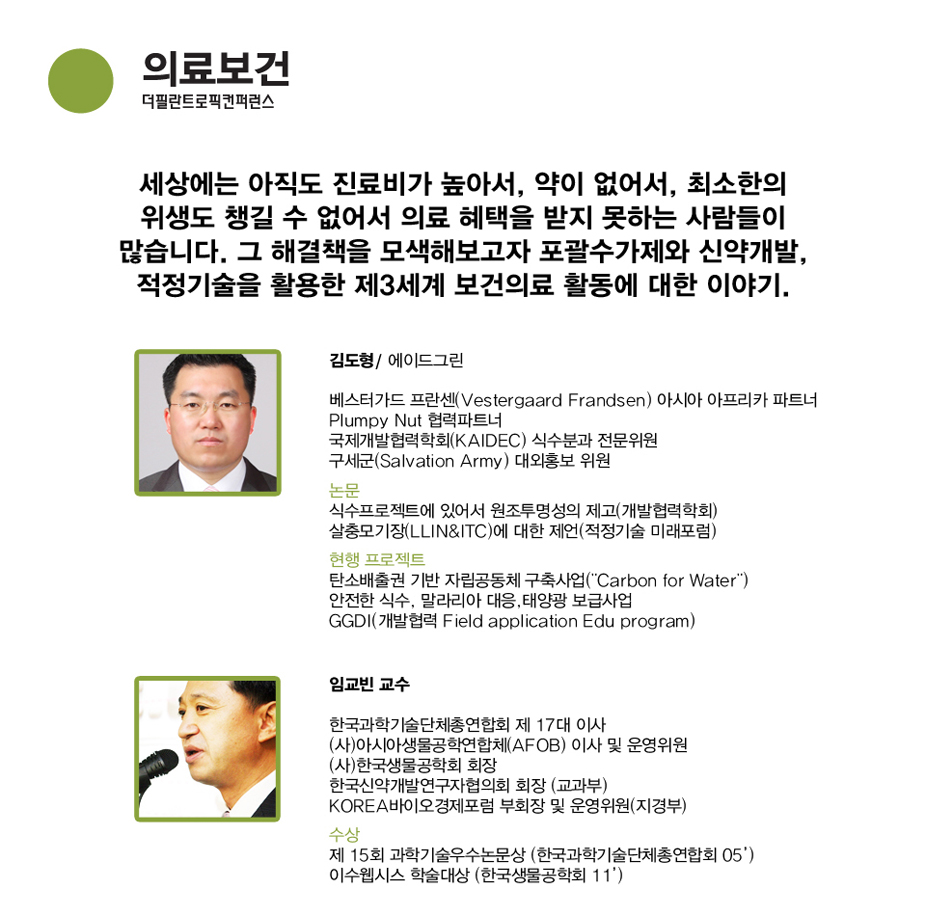 의료보건
더필란트로픽컨퍼런스
세상에는 아직도 진료비가 높아서, 약이 없어서, 최소한의
위생도 챙길 수 없어서 의료 혜택을 받지 못하는 사람들이
많습니다. 그 해결책을 모색해보고자 포괄수가제와 신약개발,
적정기술을 활용한 제3세계 보건의료 활동에 대한 이야기.
김도형/ 에이드그린
베스터가드 프란센(Vestergaard Frandsen) 아시아 아프리카 파트너
Plumpy Nut 협력파트너
국제개발협력학회(KAIDEC) 식수분과 전문위원
구세군(Salvation Army) 대외홍보 위원
논문
식수프로젝트에 있어서 원조투명성의 제고(개발협력학회)
살충모기장(LLIN&ITC)에 대한 제언(적정기술 미래포럼)
현행 프로젝트
탄소배출권 기반 자립공동체 구축사업("Carbon for Water")
안전한 식수, 말라리아 대응,태양광 보급사업
GGDI(개발협력 Field application Edu program)
임교빈 교수
한국과학기술단체총연합회 제 17대 이사
(사)아시아생물공학연합체(AFOB) 이사 및 운영위원
(사)한국생물공학회 회장
한국신약개발연구자협의회 회장 (교과부)
KOREA바이오경제포럼 부회장 및 운영위원(지경부)
수상
제 15회 과학기술우수논문상 (한국과학기술단체총연합회 05')
이수웹시스 학술대상 (한국생물공학회 11')